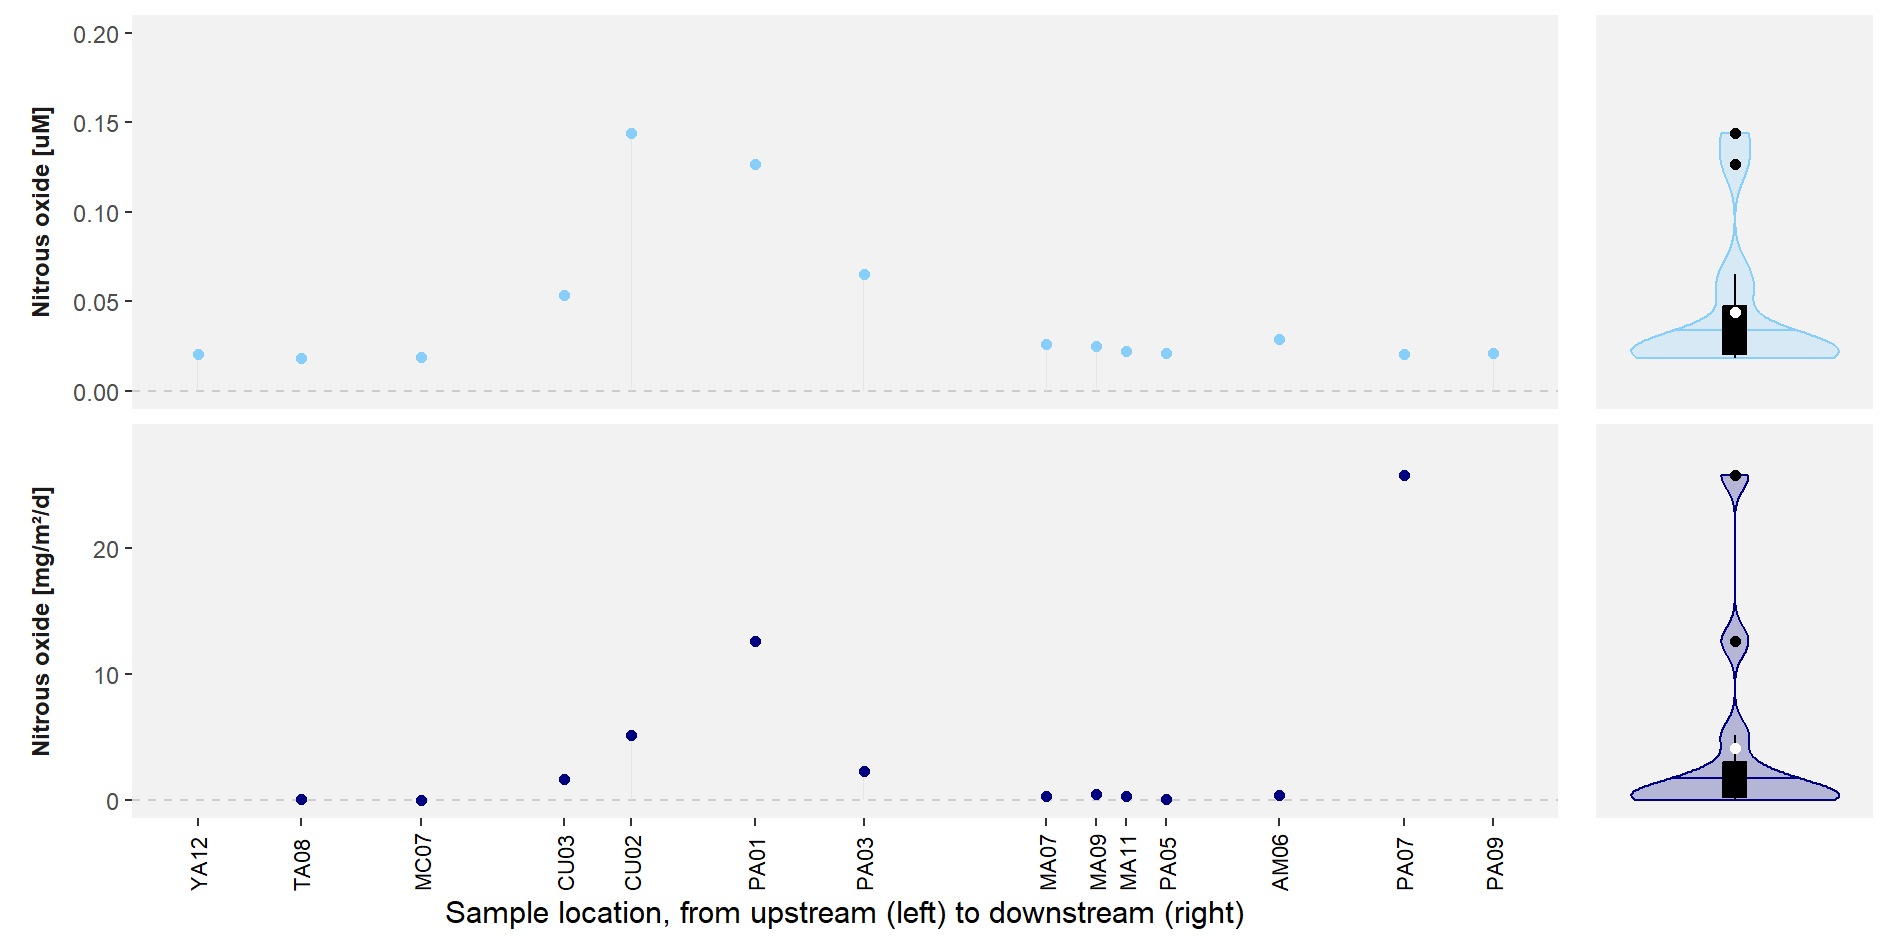 Nitrous oxide [uM]
0.20
0.15
0.10
0.05
0.00
Nitrous oxide [mg/m²/d]
20
10
0
YA12
TA08
MC07
CU03
CU02
PA01
PA03
MA07
MA09
MA11
PA05
AM06
PA07
PA09
Sample location, from upstream (left) to downstream (right)